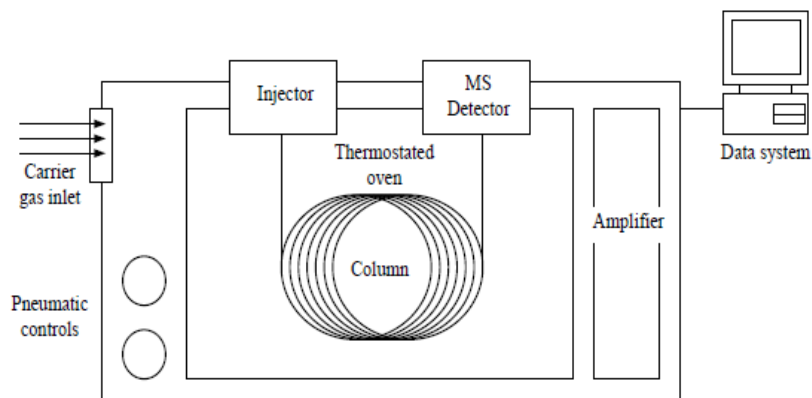 Injector
MS
Detector
Data system
Carrier
gas inlet
Thermostated
oven
Amplifier
Column
Pneumatic
controls